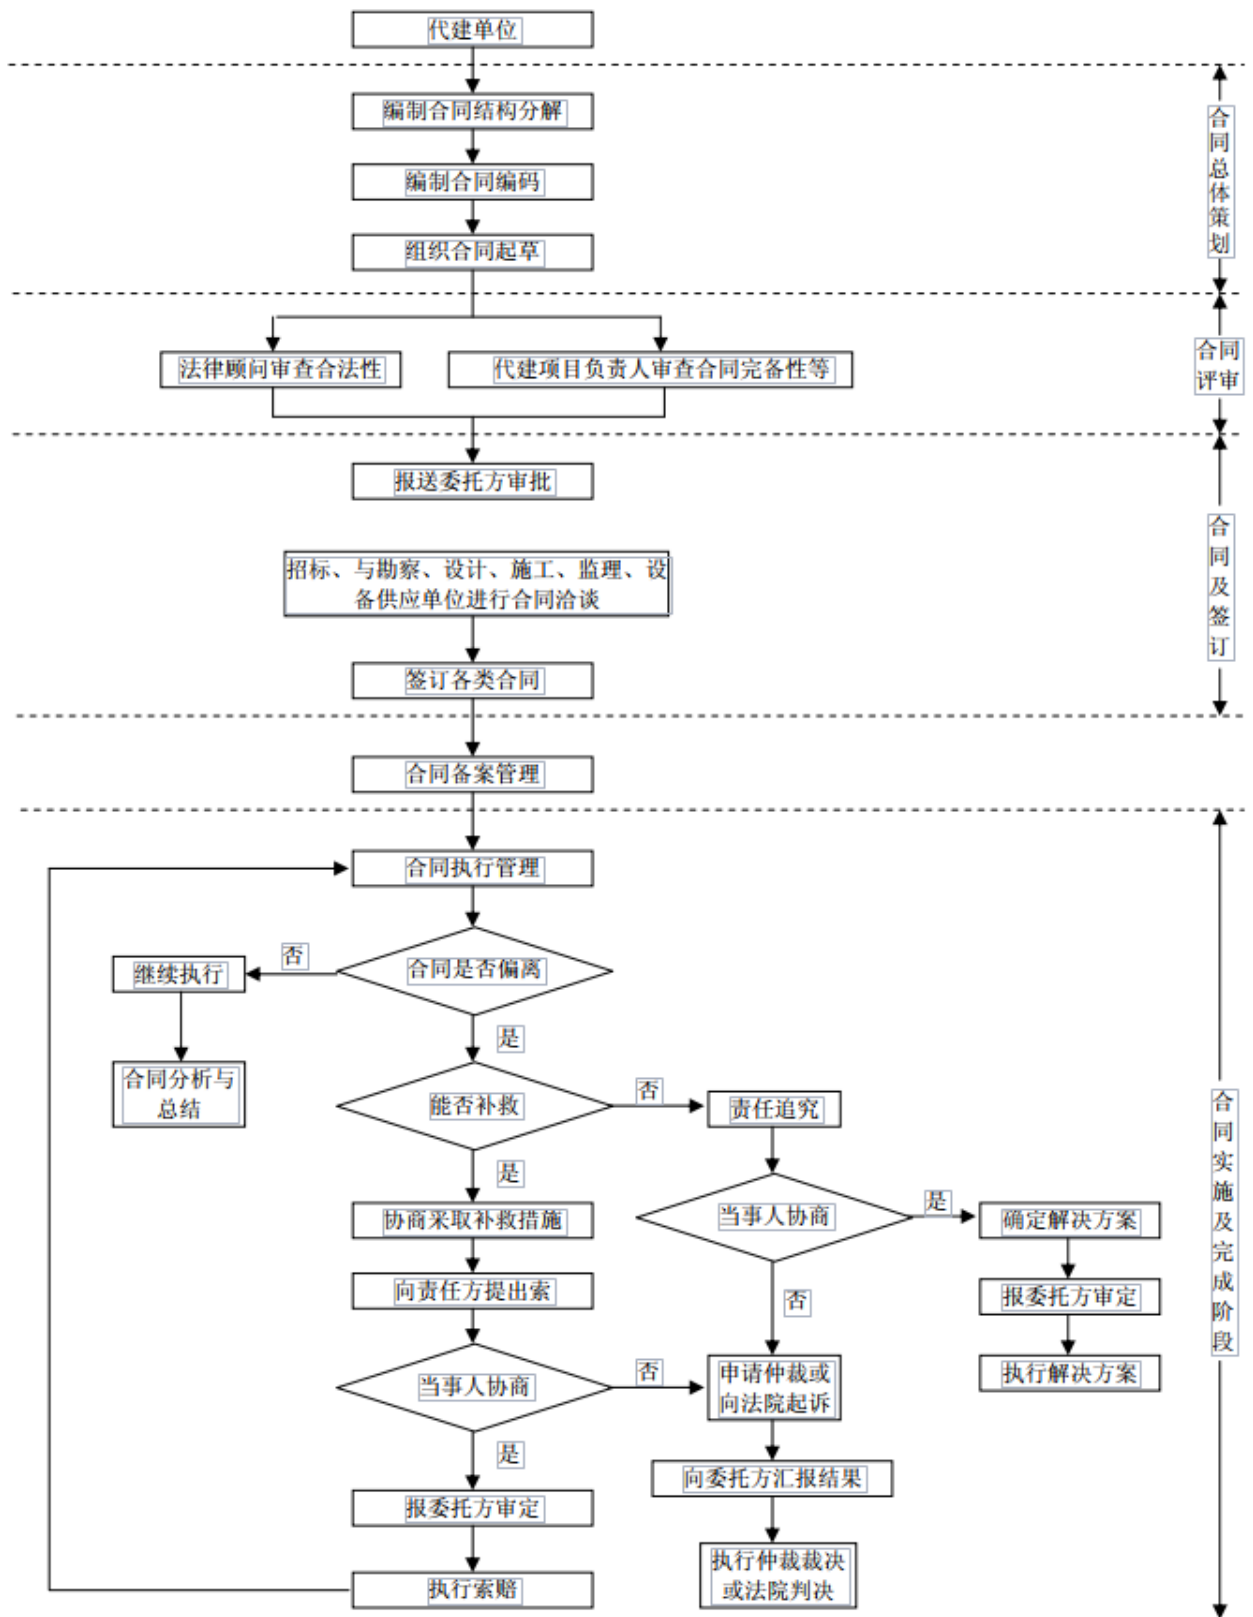 代建单位
编制合同结构分解
编制合同编码
组织合同起草
合
同
总
体
策
划
法律顾问审查合法性
代建项目负责人审查合同完备性等
合同
评审
报送委托方审批
招标、与勘察、设计、施工、监理、设
备供应单位进行合同洽谈
签订各类合同
合
同
及
签
订
合同备案管理
合同执行管理
合同是否偏离
否
继续执行
合同分析与
总结
是
能否补救
否
责任追究
是
协商采取补救措施
当事人协商
是
确定解决方案
向责任方提出索
否
报委托方审定
当事人协商
否
申请仲裁或
向法院起诉
执行解决方案
是
向委托方汇报结果
报委托方审定
执行仲裁裁决
或法院判决
执行索赔
合
同
实
施
及
完
成
阶
段